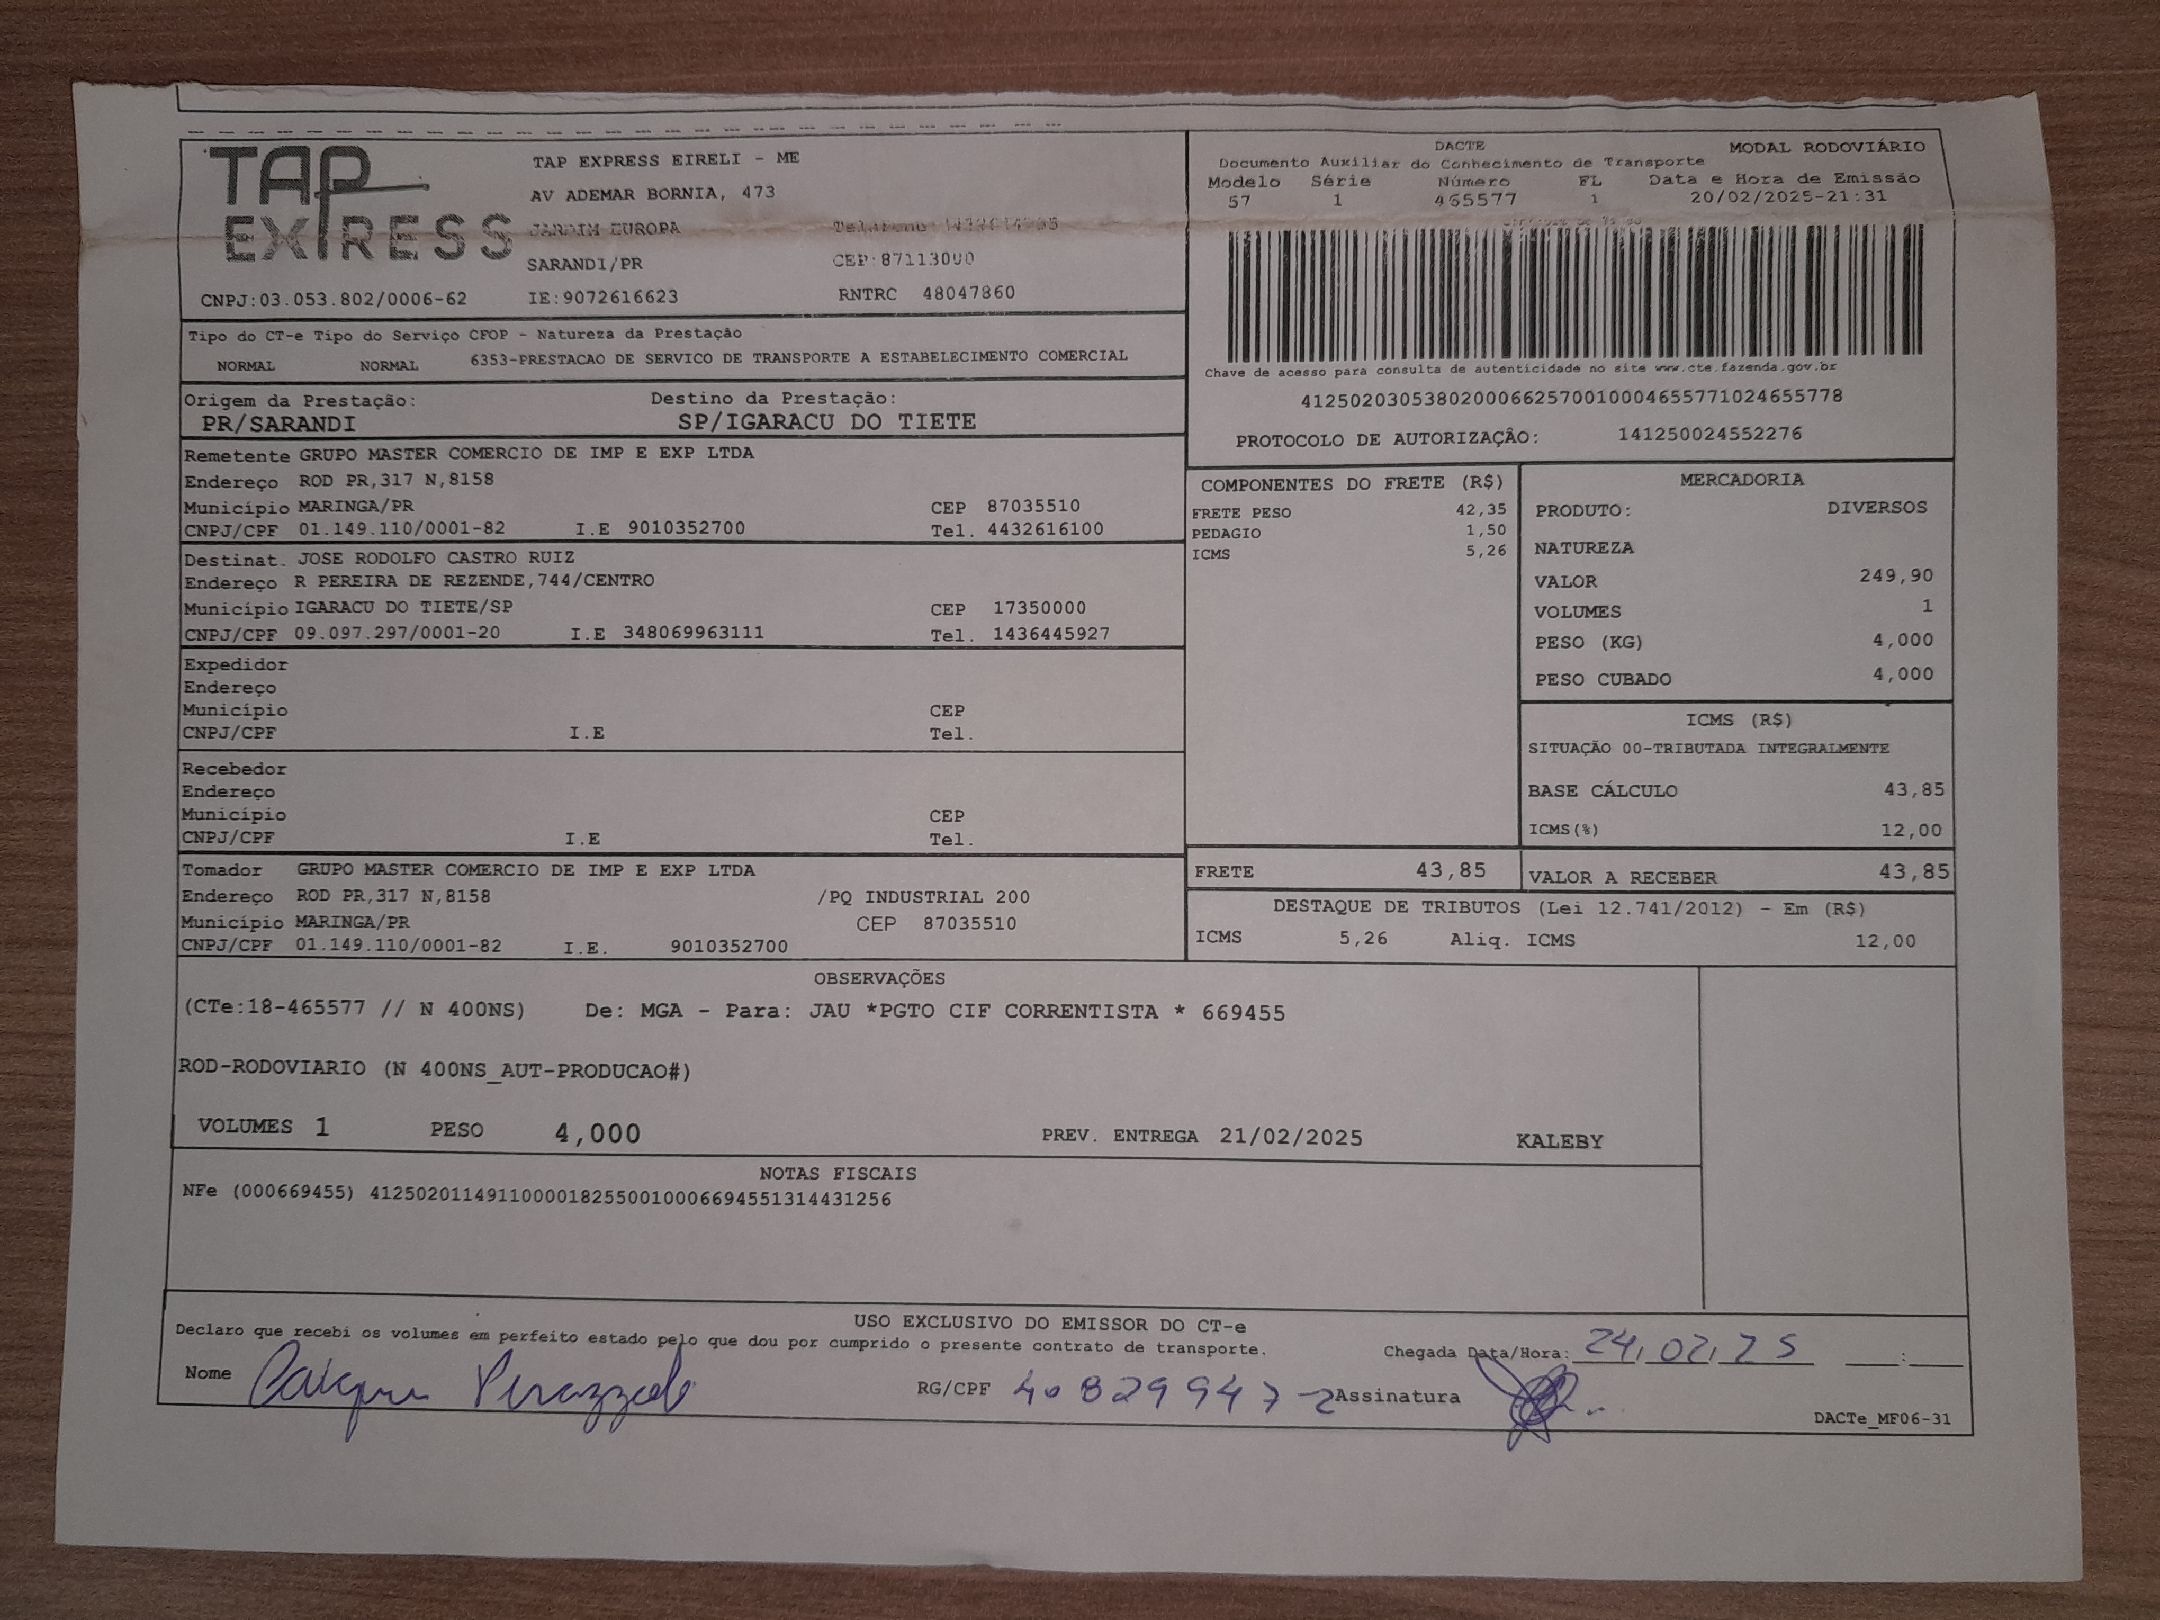 TAP
EXPRESS
TAP EXPRESS EIRELI - ME
AV ADEMAR BORNIA, 473
JARDIM EUROPA
SARANDI/PR CEP:87113000
CNPJ:03.053.802/0006-62 IE:9072616623 RNTRC 48047860
DACTE MODAL RODOVIÁRIO
Documento Auxiliar do Conhecimento de Transporte
Modelo Série Número FL Data e Hora de Emissão
57 1 465577 1 20/02/2025-21:31
Chave de acesso para consulta de autenticidade no site www.cte.fazenda.gov.br
41250203053802000662570010004655771024655778
PROTOCOLO DE AUTORIZAÇÃO: 141250024552276
Tipo do CT-e Tipo do Serviço CFOP - Natureza da Prestação
NORMAL NORMAL 6353-PRESTACAO DE SERVICO DE TRANSPORTE A ESTABELECIMENTO COMERCIAL
Origem da Prestação: Destino da Prestação:
PR/SARANDI SP/IGARACU DO TIETE
Remetente GRUPO MASTER COMERCIO DE IMP E EXP LTDA
Endereço ROD PR,317 N,8158
Município MARINGA/PR CEP 87035510
CNPJ/CPF 01.149.110/0001-82 I.E 9010352700 Tel. 4432616100
Destinat. JOSE RODOLFO CASTRO RUIZ
Endereço R PEREIRA DE REZENDE,744/CENTRO
Município IGARACU DO TIETE/SP CEP 17350000
CNPJ/CPF 09.097.297/0001-20 I.E 348069963111 Tel. 1436445927
Expedidor
Endereço
Município CEP
CNPJ/CPF I.E Tel.
Recebedor
Endereço
Município CEP
CNPJ/CPF I.E Tel.
Tomador GRUPO MASTER COMERCIO DE IMP E EXP LTDA
Endereço ROD PR,317 N,8158 /PQ INDUSTRIAL 200
Município MARINGA/PR CEP 87035510
CNPJ/CPF 01.149.110/0001-82 I.E. 9010352700
COMPONENTES DO FRETE (R$)
FRETE PESO 42,35
PEDAGIO 1,50
ICMS 5,26
MERCADORIA
PRODUTO: DIVERSOS
NATUREZA
VALOR 249,90
VOLUMES 1
PESO (KG) 4,000
PESO CUBADO 4,000
ICMS (R$)
SITUAÇÃO 00-TRIBUTADA INTEGRALMENTE
BASE CÁLCULO 43,85
ICMS(%) 12,00
FRETE 43,85 VALOR A RECEBER 43,85
DESTAQUE DE TRIBUTOS (Lei 12.741/2012) - Em (R$)
ICMS 5,26 Aliq. ICMS 12,00
OBSERVAÇÕES
(CTe:18-465577 // N 400NS) De: MGA - Para: JAU *PGTO CIF CORRENTISTA * 669455
ROD-RODOVIARIO (N 400NS_AUT-PRODUCAO#)
VOLUMES 1 PESO 4,000 PREV. ENTREGA 21/02/2025 KALEBY
NOTAS FISCAIS
NFe (000669455) 41250201149110000182550010006694551314431256
USO EXCLUSIVO DO EMISSOR DO CT-e
Declaro que recebi os volumes em perfeito estado pelo que dou por cumprido o presente contrato de transporte.
Chegada Data/Hora: 24,02,25 __:__
Nome RG/CPF 40829947-2 Assinatura
DACTe_MF06-31